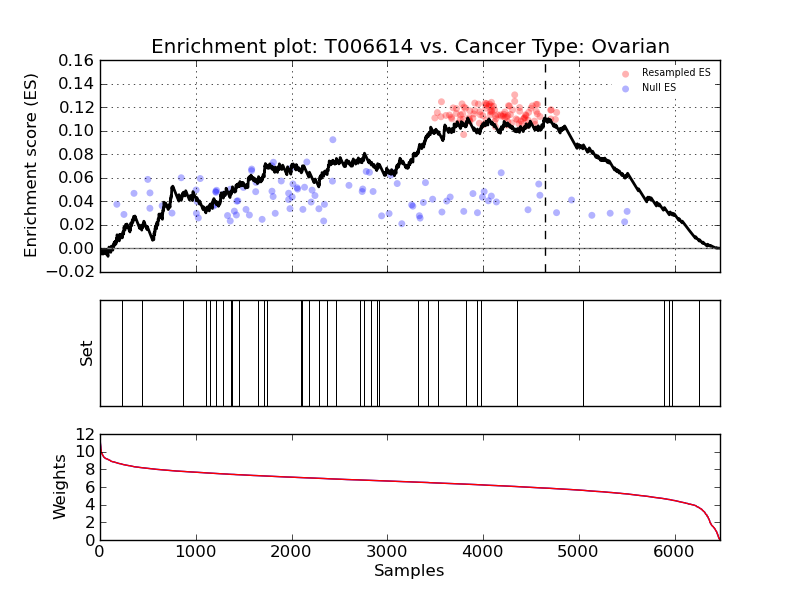 Enrichment plot: T006614 vs. Cancer Type: Ovarian
Enrichment score (ES)
0.16
0.14
0.12
0.10
0.08
0.06
0.04
0.02
0.00
−0.02
Resampled ES
Null ES
Set
Weights
12
10
8
6
4
2
0
0 1000 2000 3000 4000 5000 6000
Samples